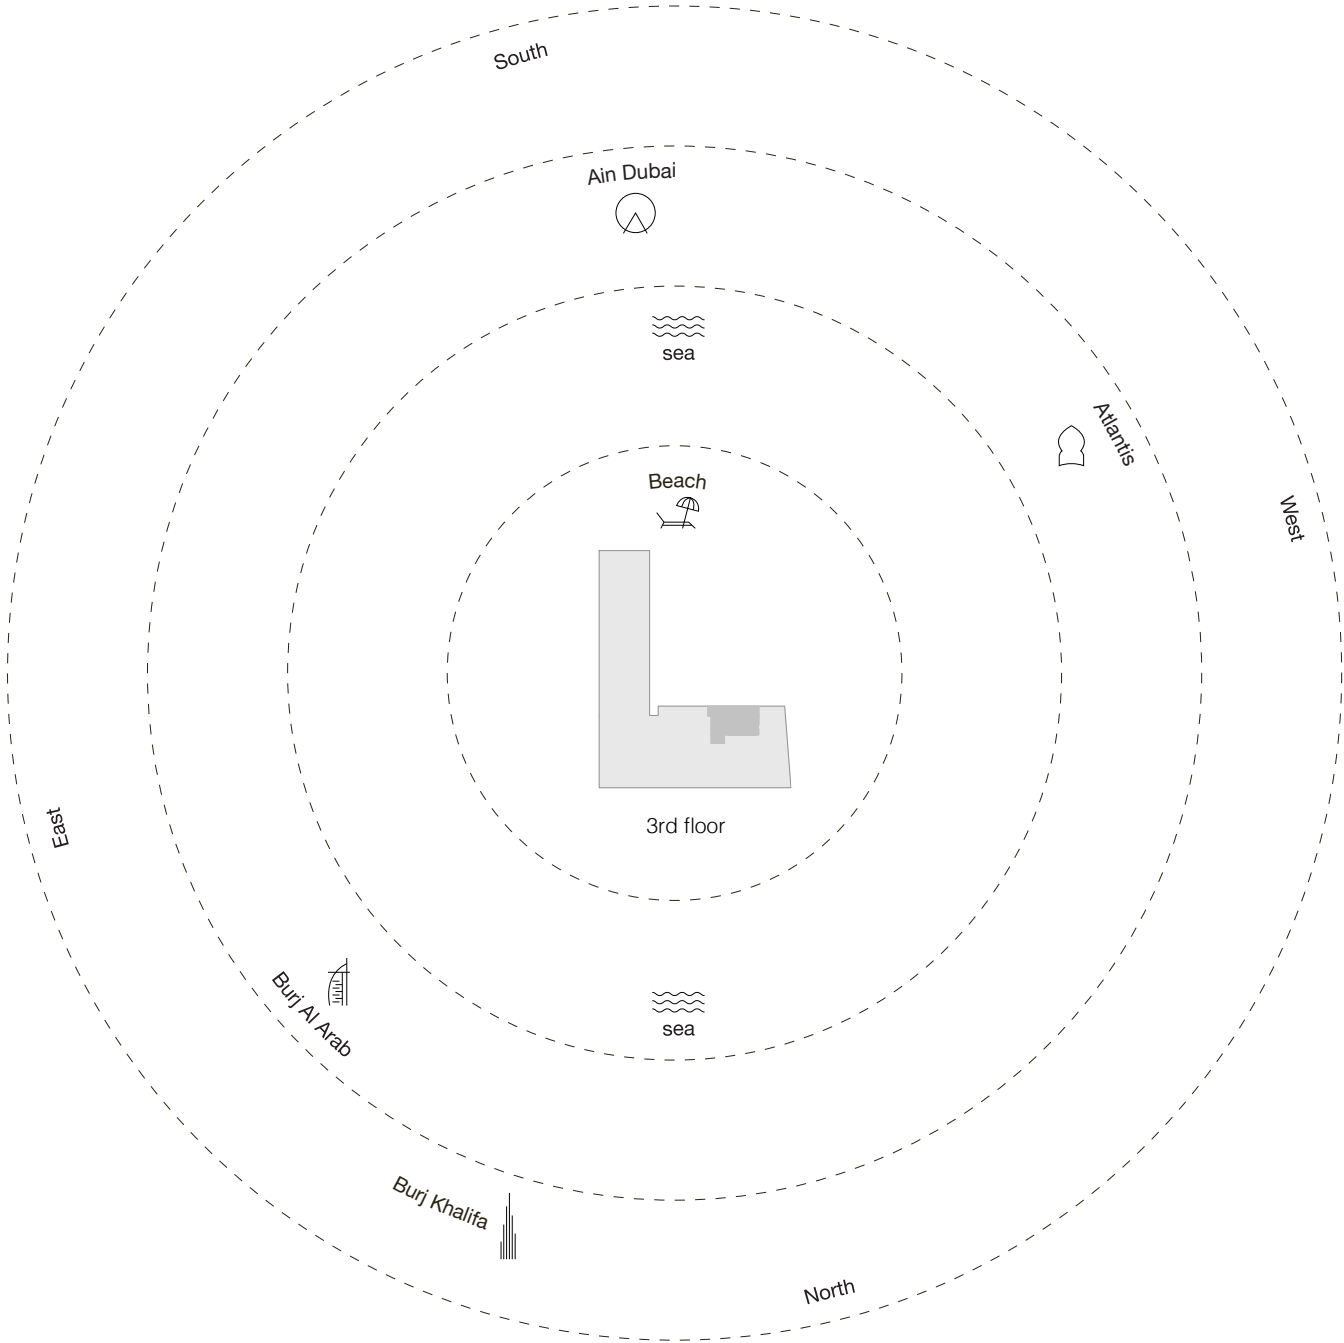 South
Ain Dubai
sea
Atlantis
Beach
West
3rd floor
East
Burj Al Arab
sea
Burj Khalifa
North